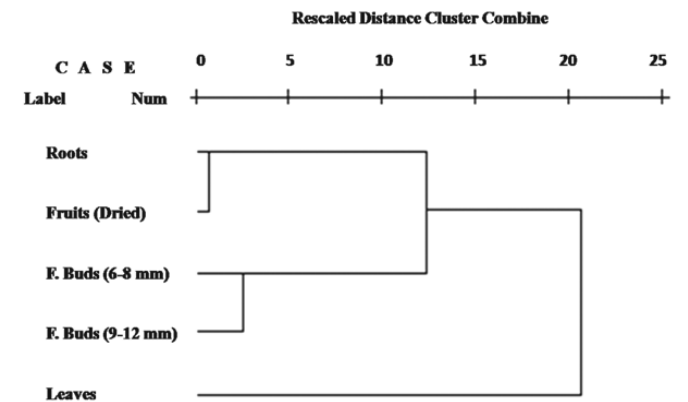 Rescaled Distance Cluster Combine
C A S E 0 5 10 15 20 25
Label Num
Roots
Fruits (Dried)
F. Buds (6-8 mm)
F. Buds (9-12 mm)
Leaves